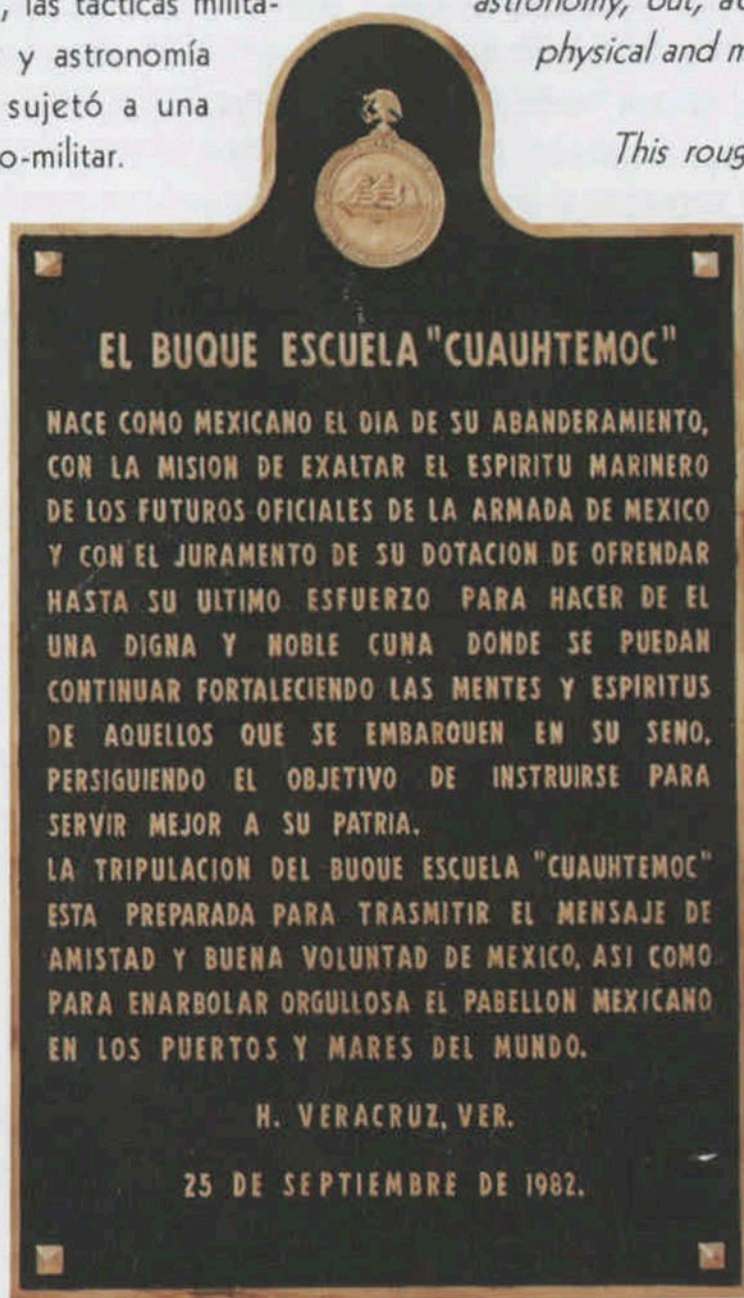 , las tácticas milita-
y astronomía
sujetó a una
o-militar.
physical and m
This roug
EL BUQUE ESCUELA "CUAUHTEMOC"
NACE COMO MEXICANO EL DIA DE SU ABANDERAMIENTO,
CON LA MISION DE EXALTAR EL ESPIRITU MARINERO
DE LOS FUTUROS OFICIALES DE LA ARMADA DE MEXICO
Y CON EL JURAMENTO DE SU DOTACION DE OFRENDAR
HASTA SU ULTIMO ESFUERZO PARA HACER DE EL
UNA DIGNA Y NOBLE CUNA DONDE SE PUEDAN
CONTINUAR FORTALECIENDO LAS MENTES Y ESPIRITUS
DE AQUELLOS QUE SE EMBARQUEN EN SU SENO,
PERSIGUIENDO EL OBJETIVO DE INSTRUIRSE PARA
SERVIR MEJOR A SU PATRIA.
LA TRIPULACION DEL BUQUE ESCUELA "CUAUHTEMOC"
ESTA PREPARADA PARA TRASMITIR EL MENSAJE DE
AMISTAD Y BUENA VOLUNTAD DE MEXICO, ASI COMO
PARA ENARBOLAR ORGULLOSA EL PABELLON MEXICANO
EN LOS PUERTOS Y MARES DEL MUNDO.
H. VERACRUZ, VER.
25 DE SEPTIEMBRE DE 1982.